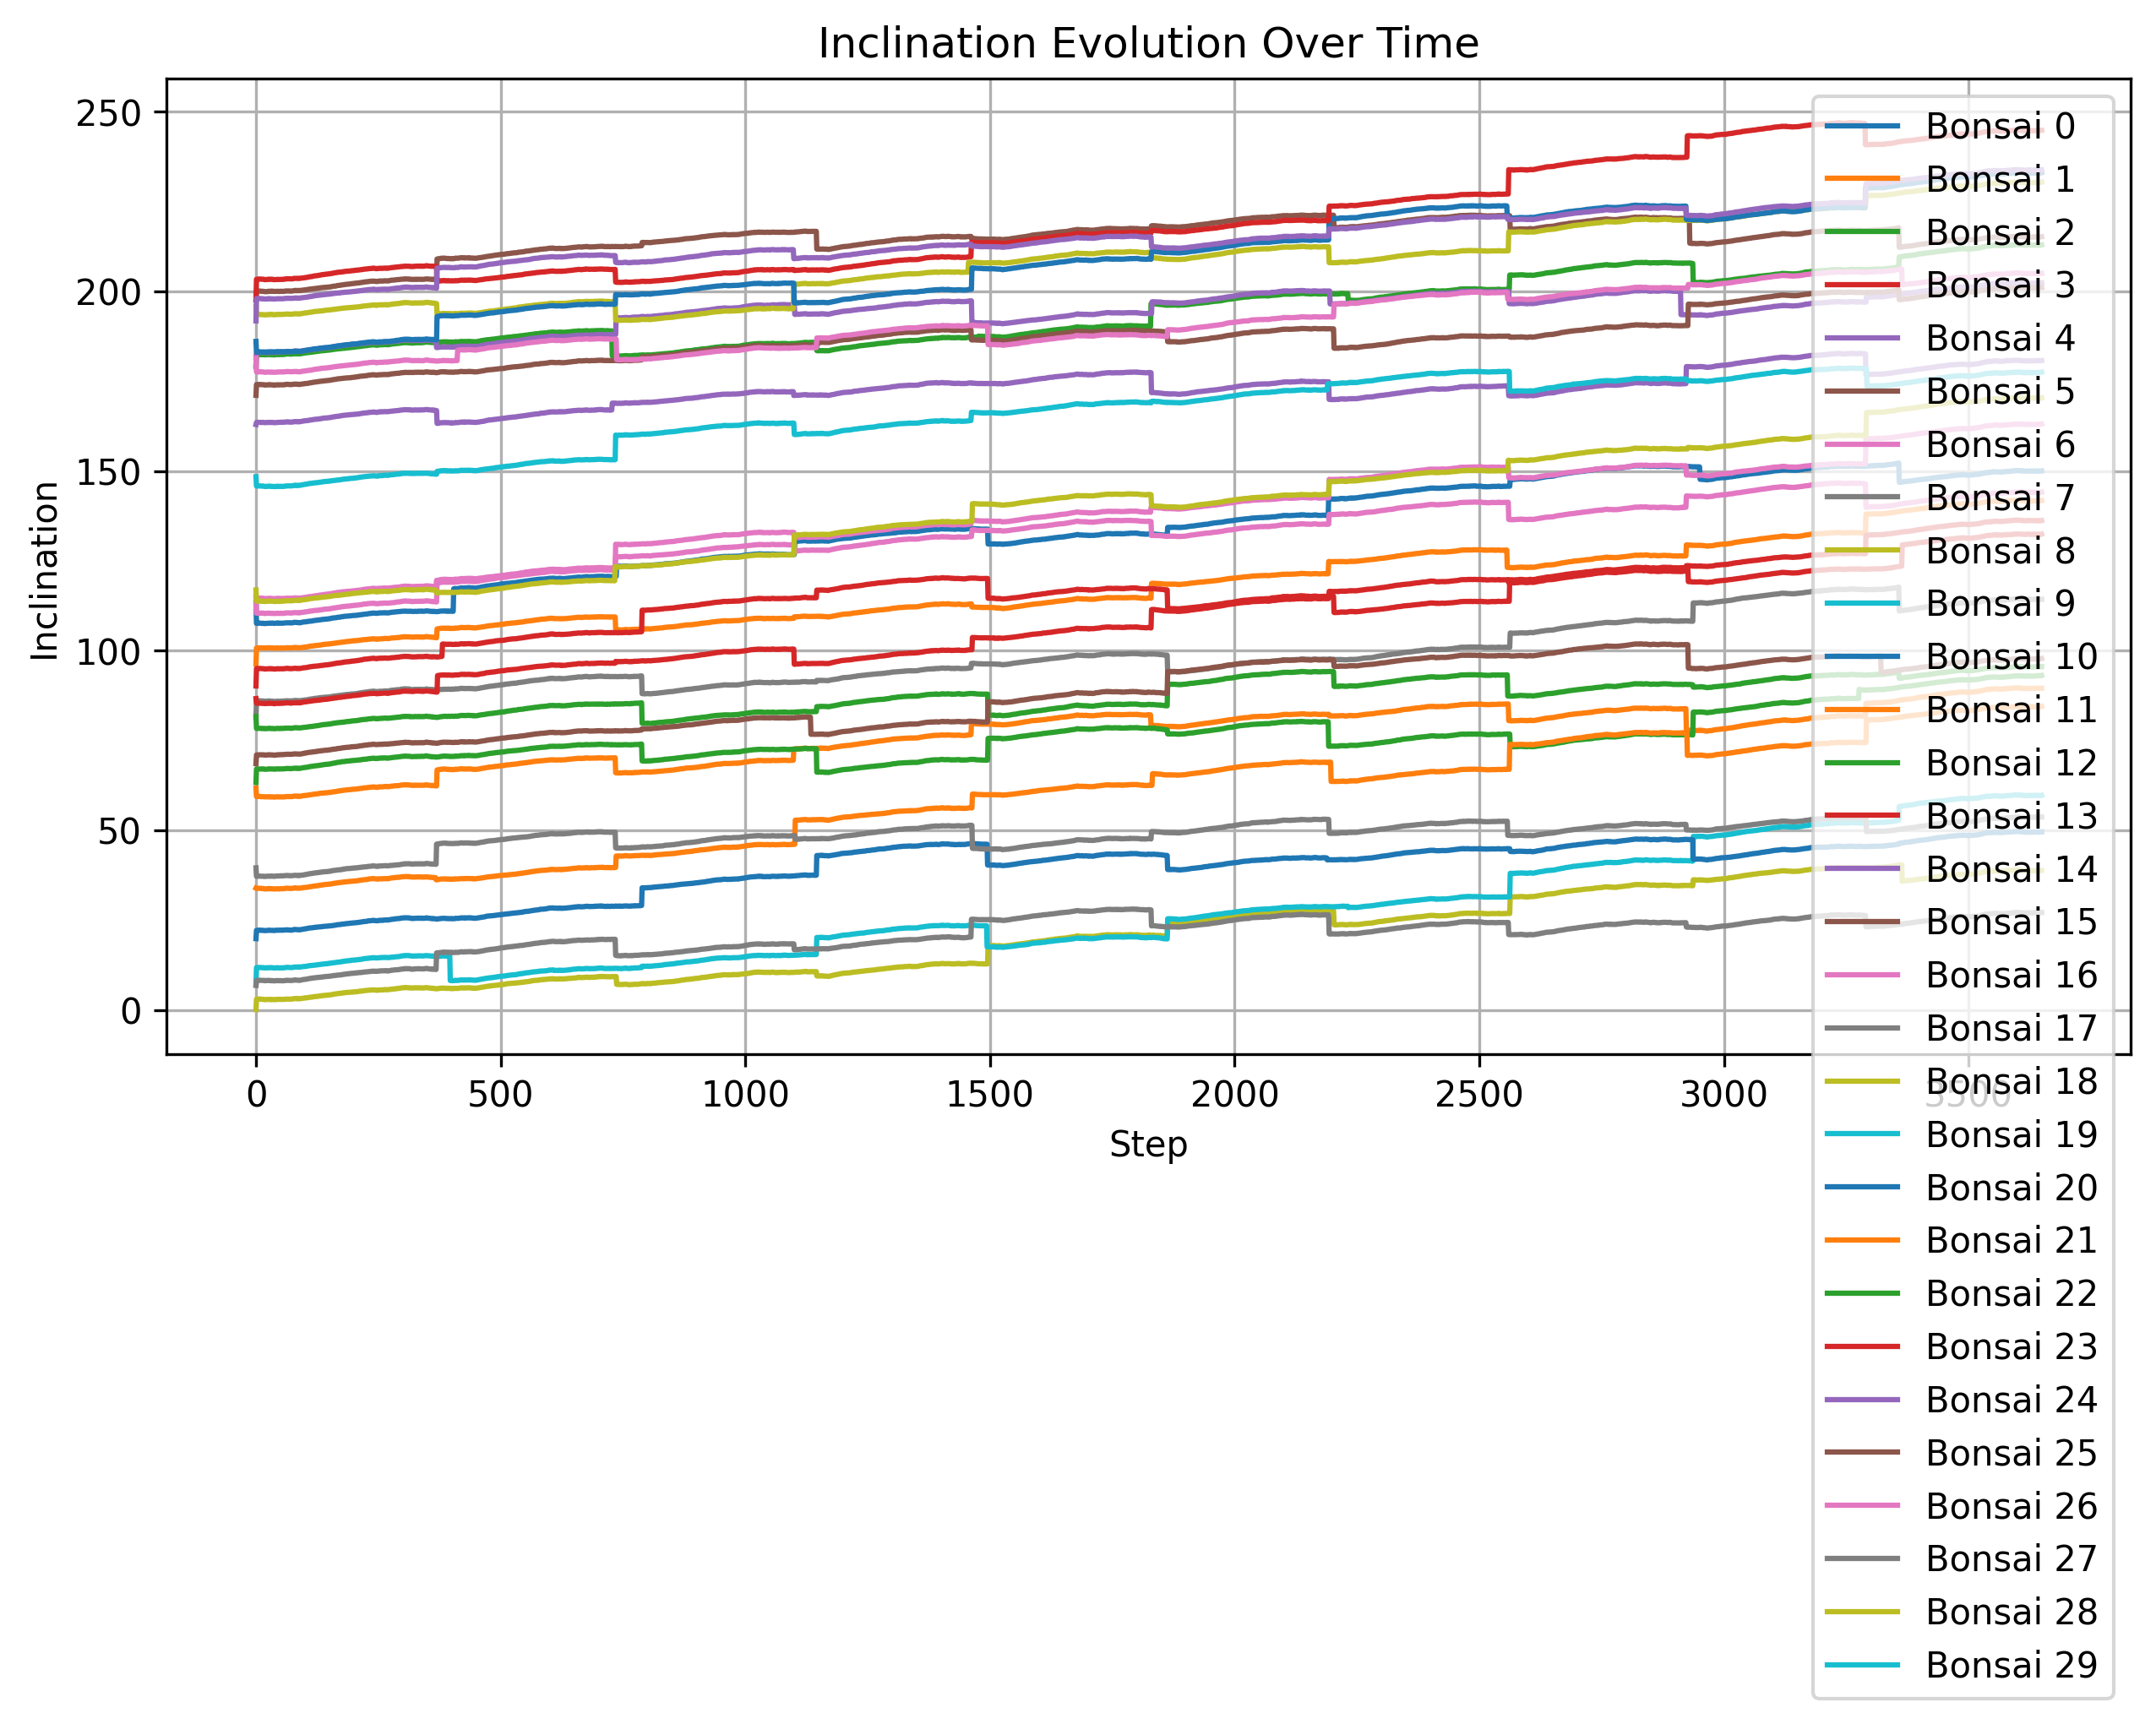 Inclination Evolution Over Time
Inclination
250
200
150
100
50
0
0
500
1000
1500
2000
2500
3000
3500
Step
Bonsai 0
Bonsai 1
Bonsai 2
Bonsai 3
Bonsai 4
Bonsai 5
Bonsai 6
Bonsai 7
Bonsai 8
Bonsai 9
Bonsai 10
Bonsai 11
Bonsai 12
Bonsai 13
Bonsai 14
Bonsai 15
Bonsai 16
Bonsai 17
Bonsai 18
Bonsai 19
Bonsai 20
Bonsai 21
Bonsai 22
Bonsai 23
Bonsai 24
Bonsai 25
Bonsai 26
Bonsai 27
Bonsai 28
Bonsai 29